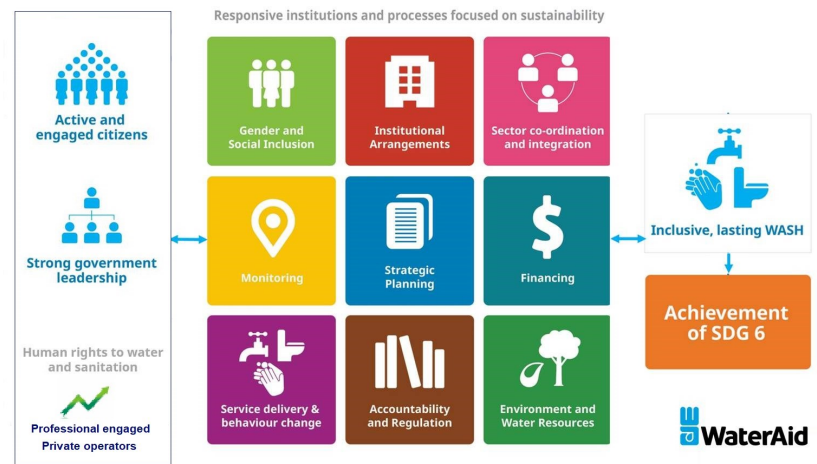 Responsive institutions and processes focused on sustainability
Active and
engaged citizens
Strong government
leadership
Human rights to water
and sanitation
Professional engaged
Private operators
Gender and
Social Inclusion
Institutional
Arrangements
Sector co-ordination
and integration
Monitoring
Strategic
Planning
Financing
Service delivery &
behaviour change
Accountability
and Regulation
Environment and
Water Resources
Inclusive, lasting WASH
Achievement
of SDG 6
WaterAid